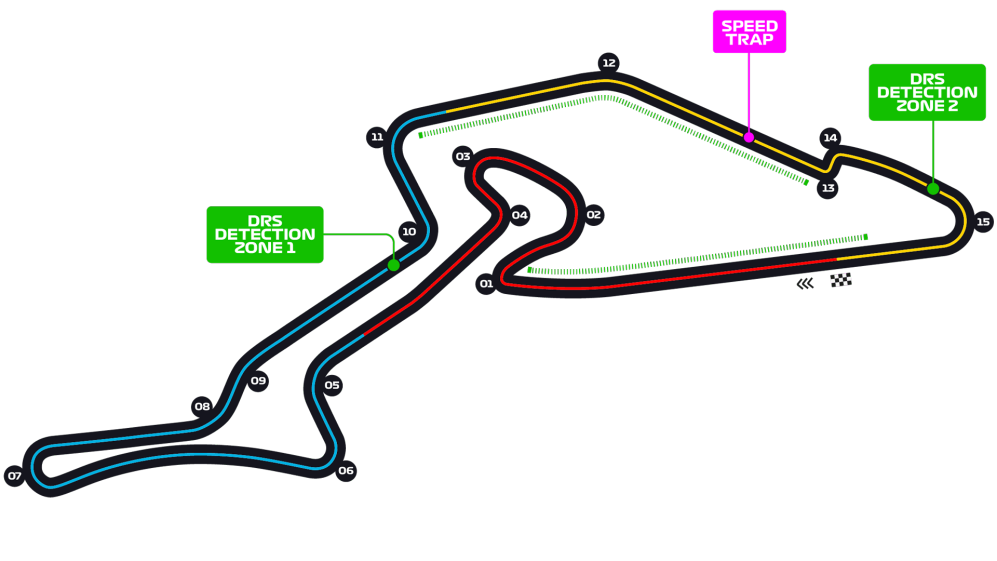 SPEED
TRAP
DRS
DETECTION
ZONE 2
DRS
DETECTION
ZONE 1
01
02
03
04
05
06
07
08
09
10
11
12
13
14
15